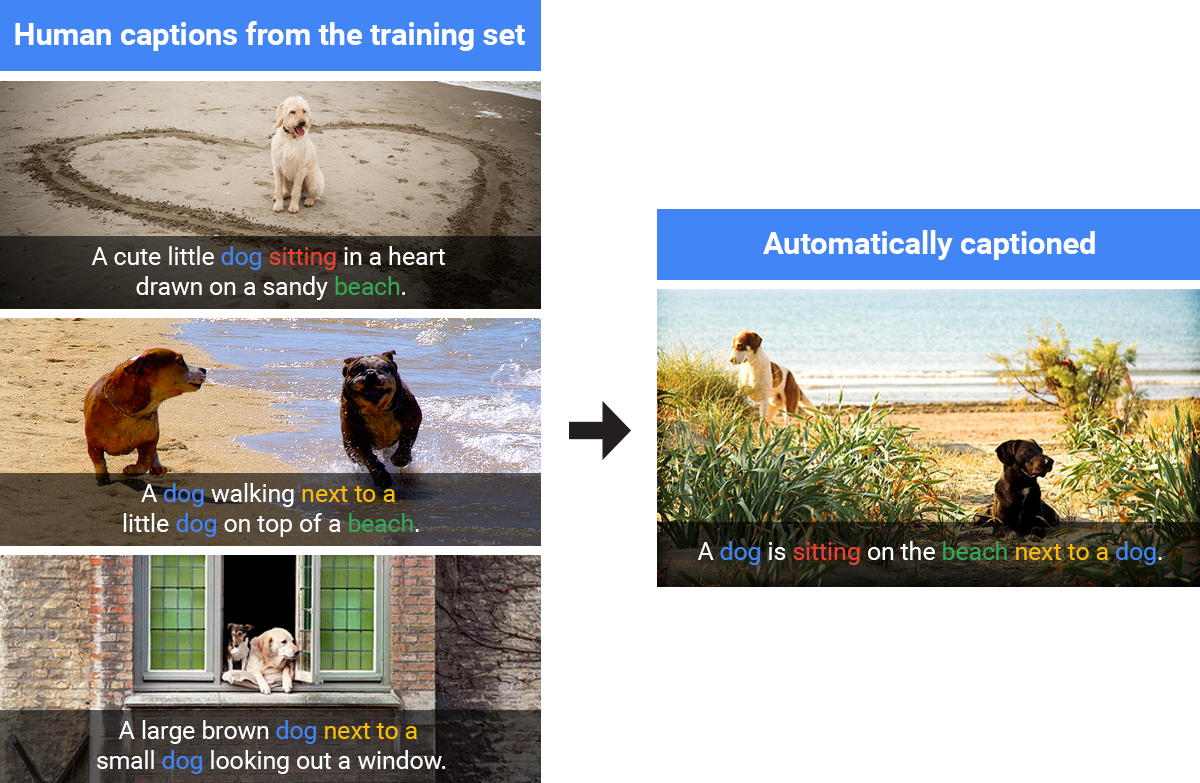 Human captions from the training set
A cute little dog sitting in a heart
drawn on a sandy beach.
A dog walking next to a
little dog on top of a beach.
A large brown dog next to a
small dog looking out a window.
Automatically captioned
A dog is sitting on the beach next to a dog.